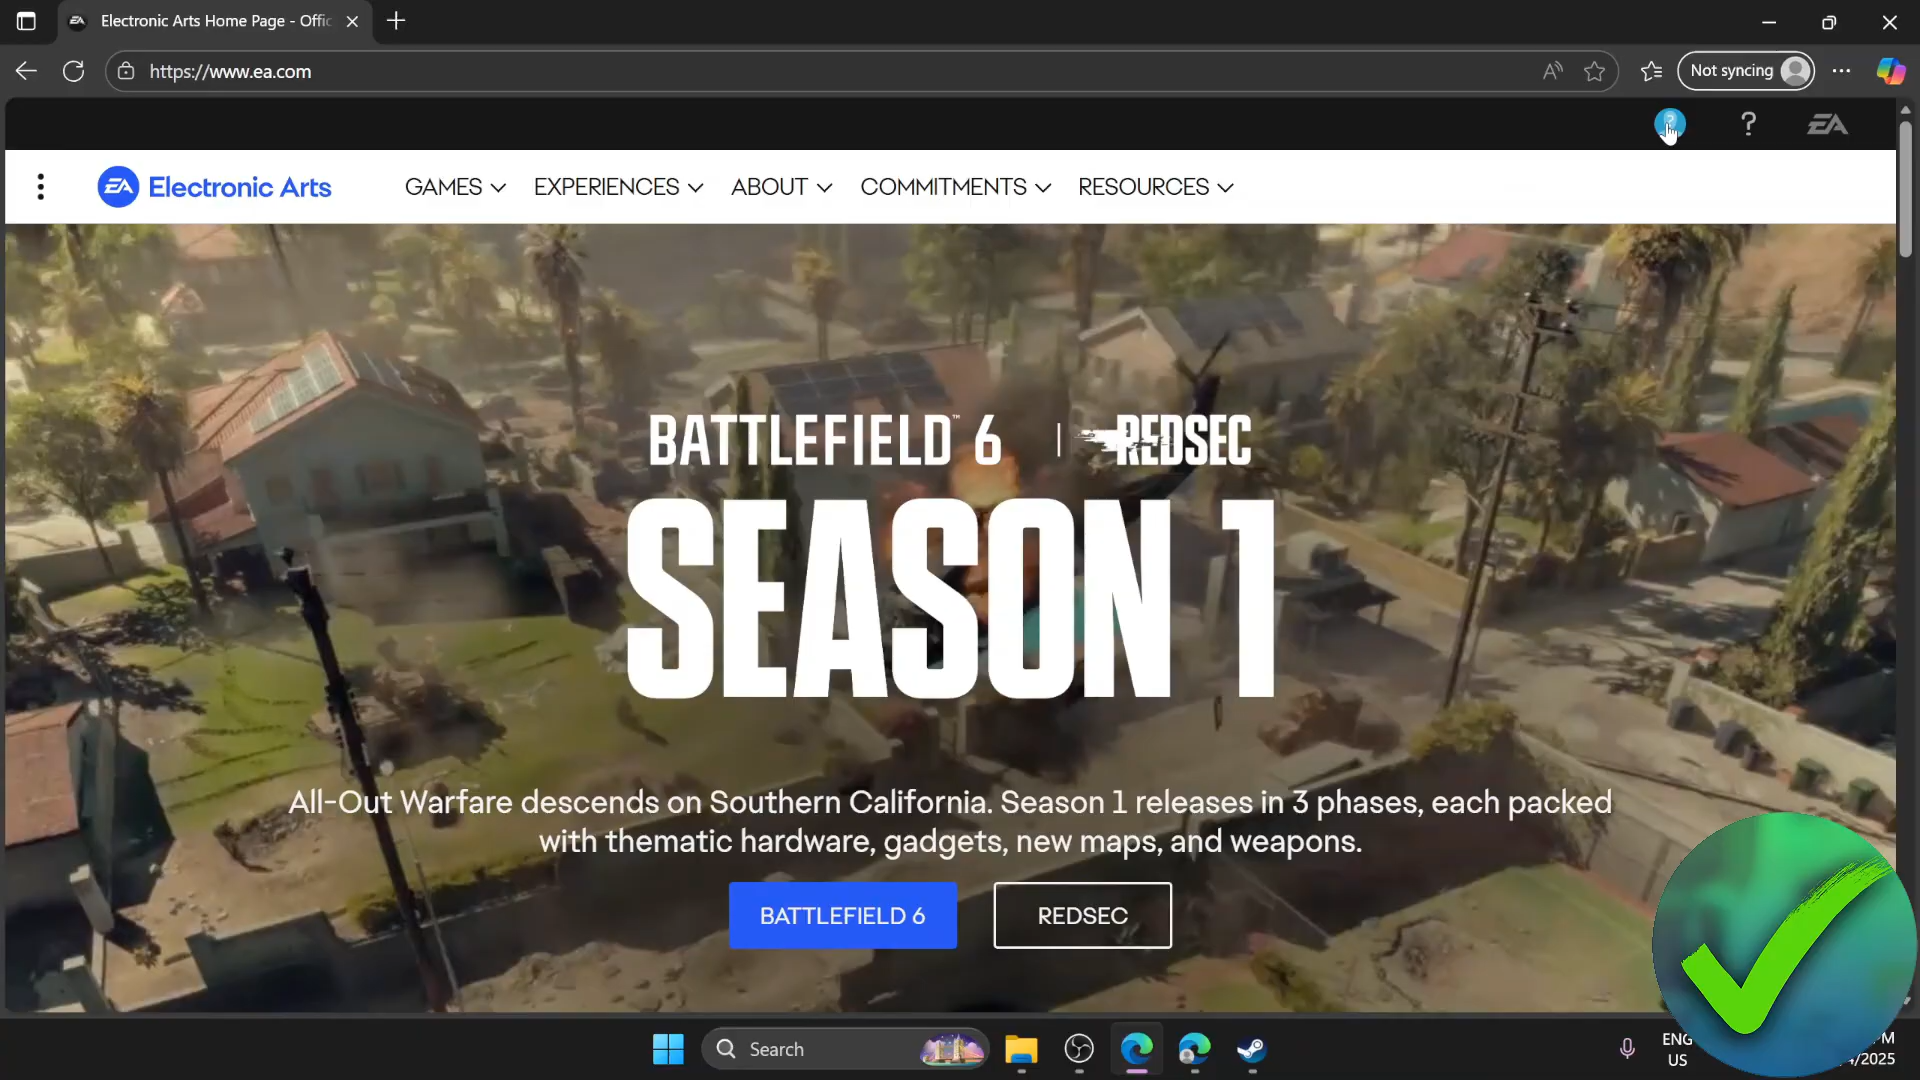 Electronic Arts Home Page - Offic
https://www.ea.com
Not syncing
EA
Electronic Arts
GAMES
EXPERIENCES
ABOUT
COMMITMENTS
RESOURCES
BATTLEFIELD™ 6 | REDSEC
SEASON 1
All-Out Warfare descends on Southern California. Season 1 releases in 3 phases, each packed
with thematic hardware, gadgets, new maps, and weapons.
BATTLEFIELD 6
REDSEC
Search
ENG
US